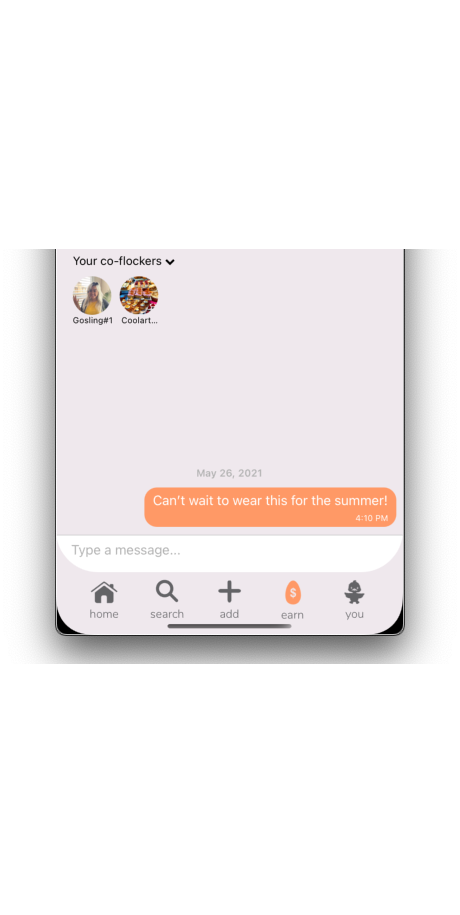 Your co-flockers
Gosling#1 Coolart...
May 26, 2021
Can't wait to wear this for the summer!
4:10 PM
Type a message...
$
home search add earn you